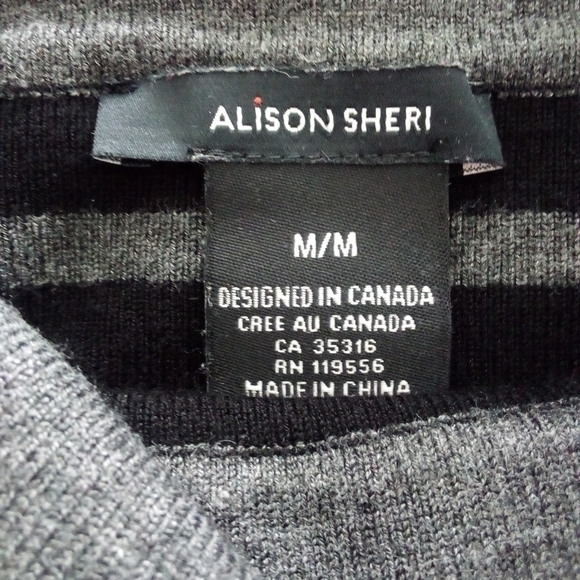 ALiSON SHERI
M/M
DESIGNED IN CANADA
CREE AU CANADA
CA 35316
RN 119556
MADE IN CHINA